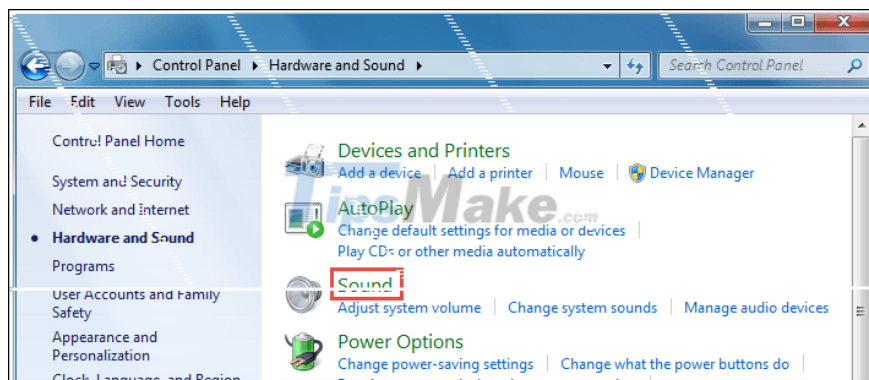 Control Panel Hardware and Sound
Search Control Panel
File Edit View Tools Help
Control Panel Home
System and Security
Network and Internet
Hardware and Sound
Programs
User Accounts and Family
Safety
Appearance and
Personalization
Clock, Language, and Region
Devices and Printers
Add a device Add a printer Mouse Device Manager
TipsMake.com
AutoPlay
Change default settings for media or devices
Play CDs or other media automatically
Sound
Adjust system volume Change system sounds Manage audio devices
Power Options
Change power-saving settings Change what the power buttons do